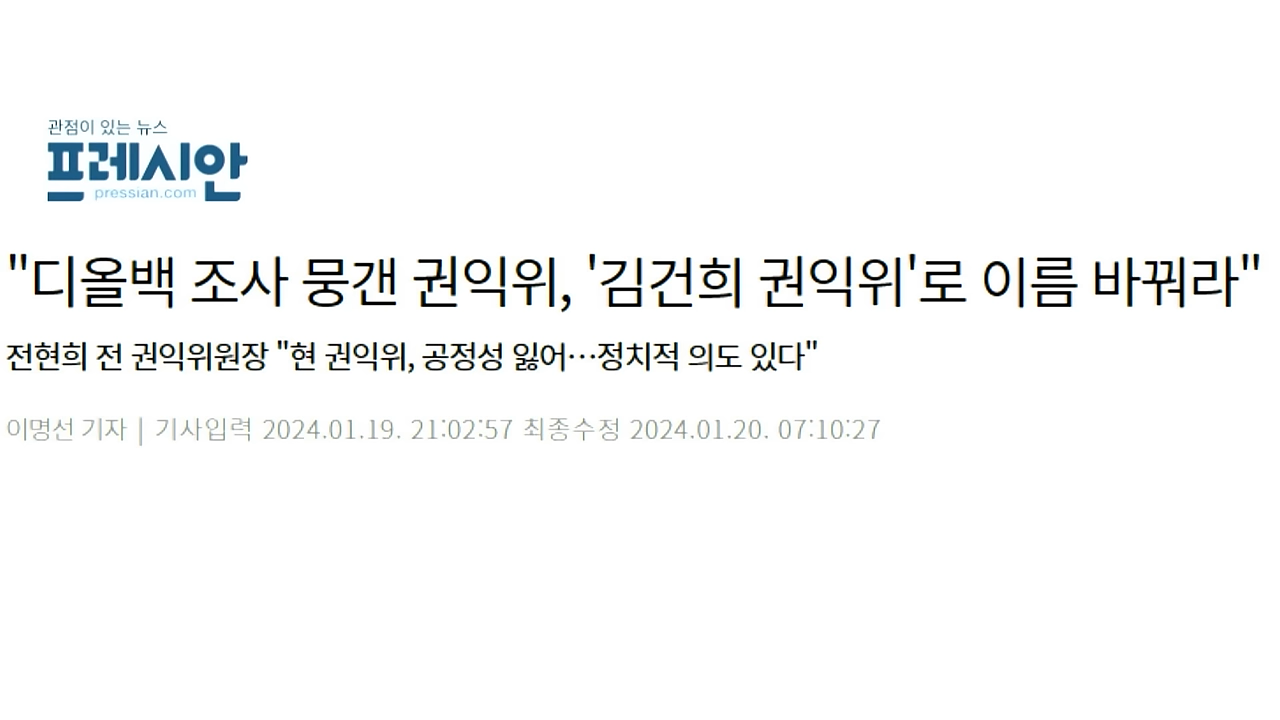 관점이 있는 뉴스
프레시안
pressian.com
"디올백 조사 뭉갠 권익위, '김건희 권익위'로 이름 바꿔라"
전현희 전 권익위원장 "현 권익위, 공정성 잃어…정치적 의도 있다"
이명선 기자 | 기사입력 2024.01.19. 21:02:57 최종수정 2024.01.20. 07:10:27